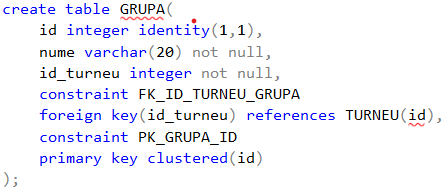 create table GRUPA(
id integer identity(1,1),
nume varchar(20) not null,
id_turneu integer not null,
constraint FK_ID_TURNEU_GRUPA
foreign key(id_turneu) references TURNEU(id),
constraint PK_GRUPA_ID
primary key clustered(id)
);